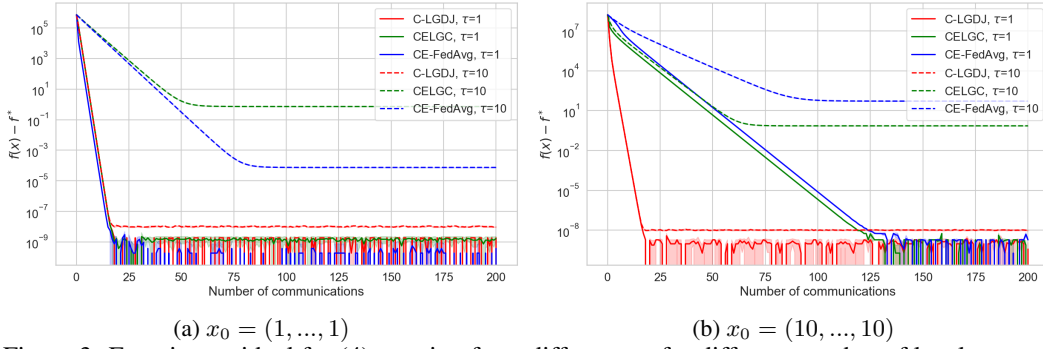 C-LGDJ, τ=1
CELGC, τ=1
CE-FedAvg, τ=1
C-LGDJ, τ=10
CELGC, τ=10
CE-FedAvg, τ=10
10^5
10^3
10^1
10^-1
10^-3
10^-5
10^-7
10^-9
f(x) − f*
0 25 50 75 100 125 150 175 200
Number of communications
(a) x_0 = (1, ..., 1)
C-LGDJ, τ=1
CELGC, τ=1
CE-FedAvg, τ=1
C-LGDJ, τ=10
CELGC, τ=10
CE-FedAvg, τ=10
10^7
10^4
10^1
10^-2
10^-5
10^-8
f(x) − f*
0 25 50 75 100 125 150 175 200
Number of communications
(b) x_0 = (10, ..., 10)